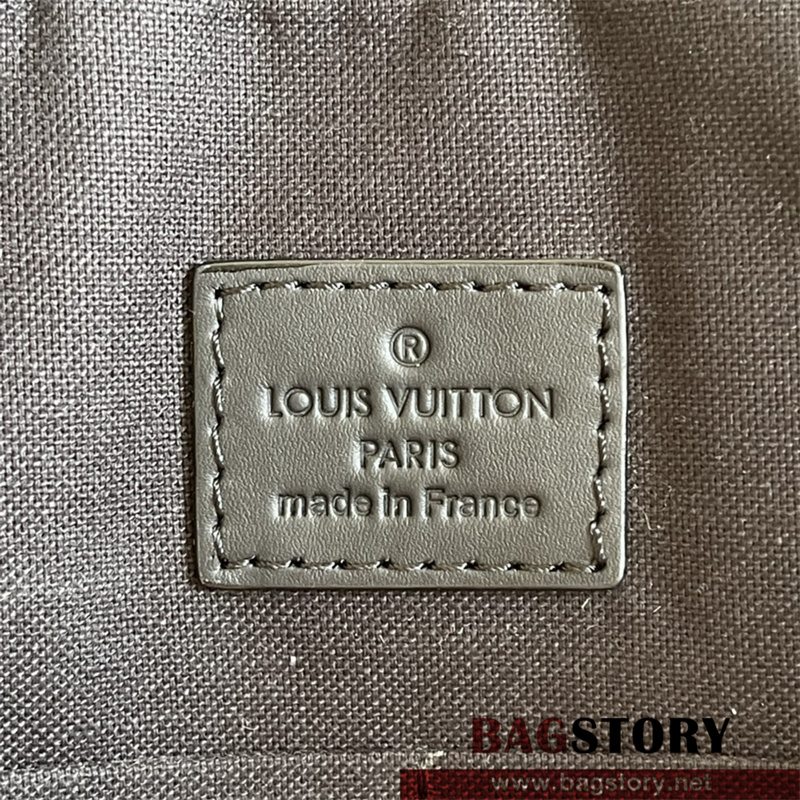 ®
LOUIS VUITTON
PARIS
made in France
BAGSTORY
www.bagstory.net